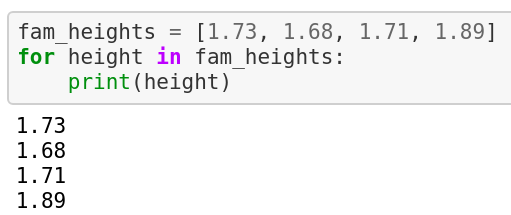 fam_heights = [1.73, 1.68, 1.71, 1.89]
for height in fam_heights:
    print(height)
1.73
1.68
1.71
1.89